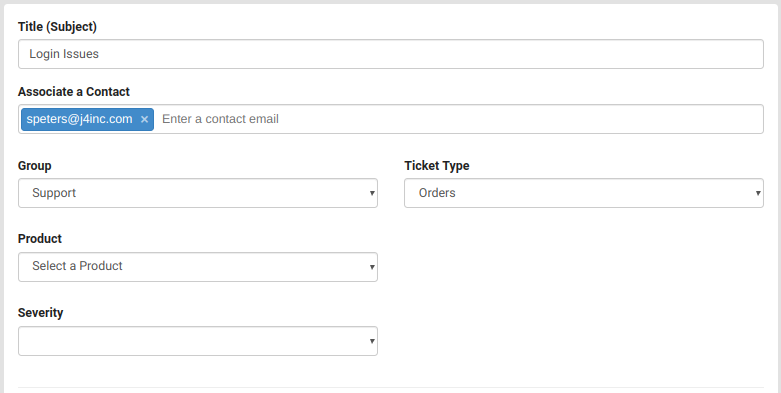 Title (Subject)
Login Issues
Associate a Contact
speters@j4inc.com × Enter a contact email
Group Ticket Type
Support Orders
Product
Select a Product
Severity